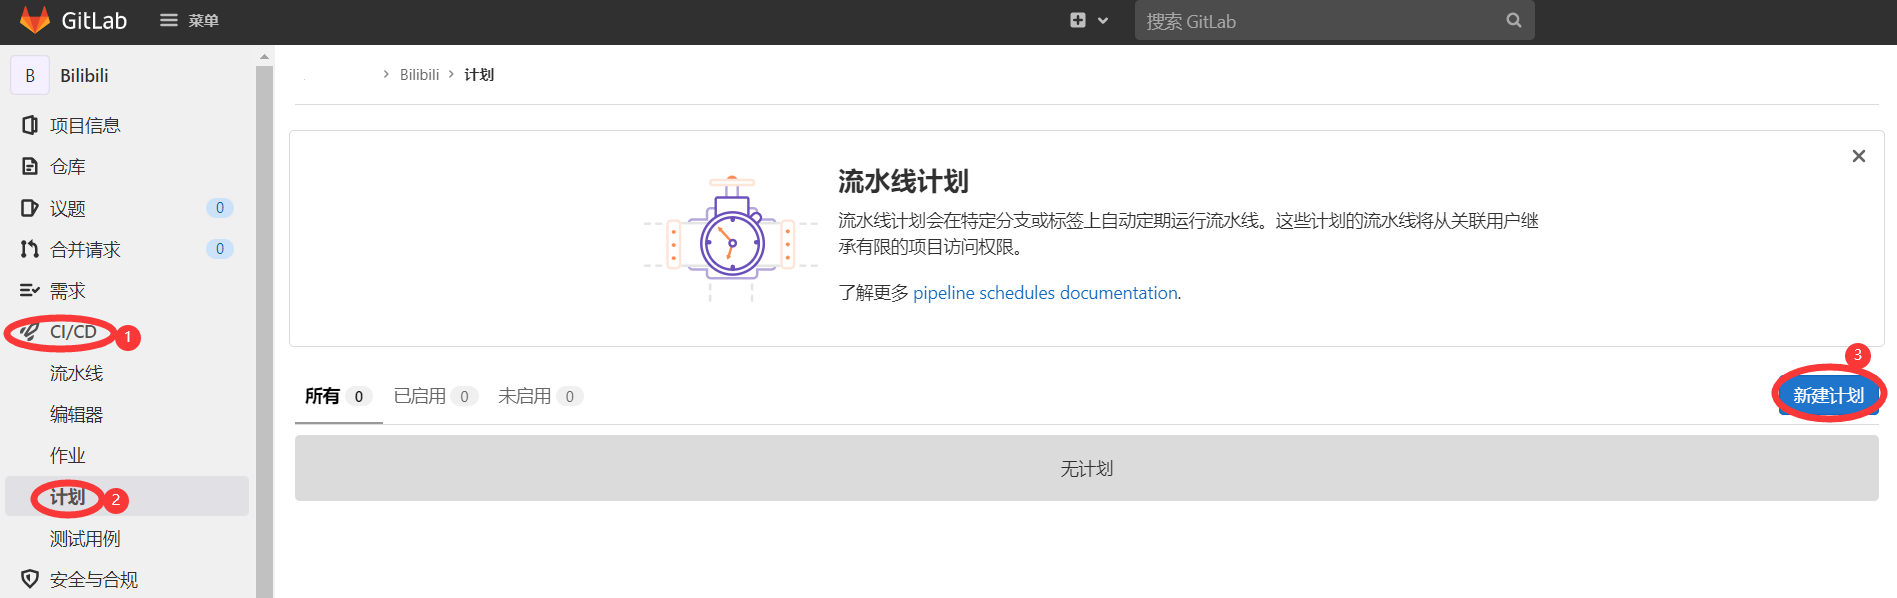 GitLab
菜单
搜索 GitLab
B
Bilibili
项目信息
仓库
议题 0
合并请求 0
需求
CI/CD 1
流水线
编辑器
作业
计划 2
测试用例
安全与合规
› Bilibili › 计划
流水线计划
流水线计划会在特定分支或标签上自动定期运行流水线。这些计划的流水线将从关联用户继
承有限的项目访问权限。
了解更多 pipeline schedules documentation.
3
所有 0 已启用 0 未启用 0
新建计划
无计划